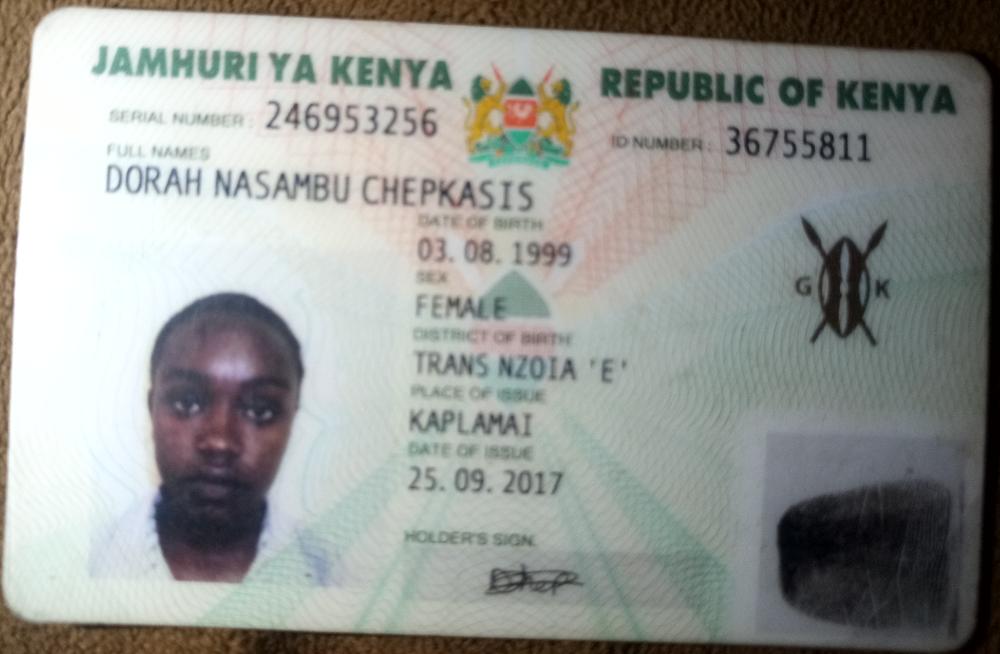 JAMHURI YA KENYA
REPUBLIC OF KENYA
SERIAL NUMBER : 246953256
ID NUMBER : 36755811
FULL NAMES
DORAH NASAMBU CHEPKASIS
DATE OF BIRTH
03. 08. 1999
SEX
FEMALE
DISTRICT OF BIRTH
TRANS NZOIA 'E'
PLACE OF ISSUE
KAPLAMAI
DATE OF ISSUE
25. 09. 2017
HOLDER'S SIGN.
G K